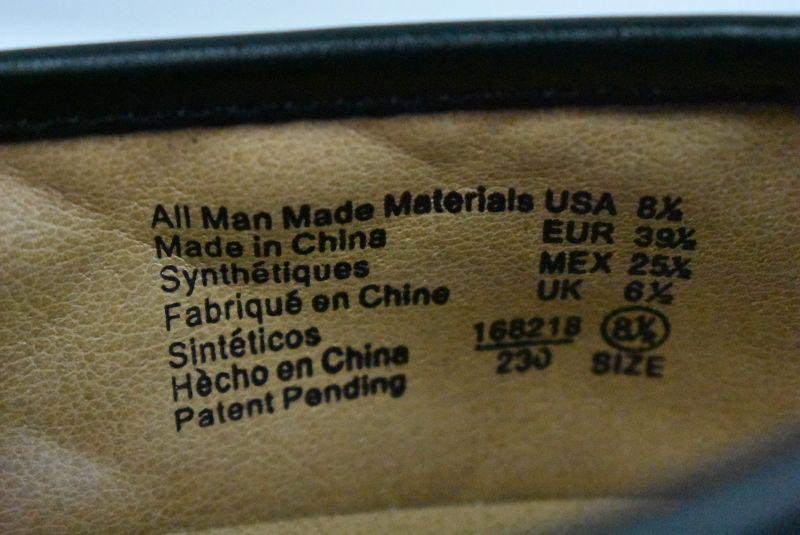 All Man Made Materials USA 8½
Made in China EUR 39½
Synthétiques MEX 25½
Fabriqué en Chine UK 6½
Sintéticos 168218 8½
Hècho en China 230 SIZE
Patent Pending